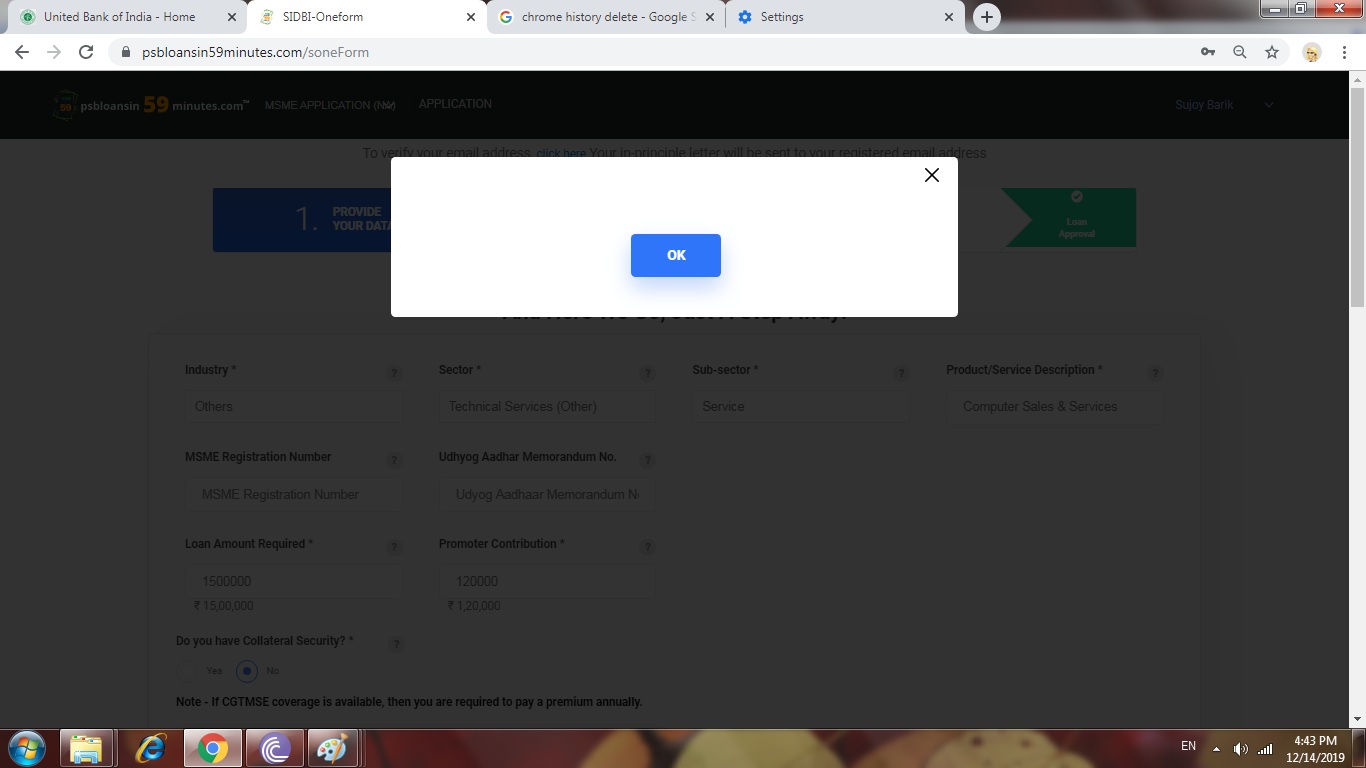 United Bank of India - Home
SIDBI-Oneform
chrome history delete - Google S
Settings
psbloansin59minutes.com/soneForm
59 psbloansin 59 minutes.com™
MSME APPLICATION
APPLICATION
Sujoy Barik
To verify your email address, click here Your in-principle letter will be sent to your registered email address
1. PROVIDE
YOUR DATA
Loan
Approval
OK
Industry *
?
Sector *
?
Sub-sector *
?
Product/Service Description *
?
Others
Technical Services (Other)
Service
Computer Sales & Services
MSME Registration Number
?
Udhyog Aadhar Memorandum No.
?
MSME Registration Number
Udyog Aadhaar Memorandum N
Loan Amount Required *
?
Promoter Contribution *
?
1500000
120000
₹ 15,00,000
₹ 1,20,000
Do you have Collateral Security? *
?
Yes
No
Note - If CGTMSE coverage is available, then you are required to pay a premium annually.
EN
4:43 PM
12/14/2019